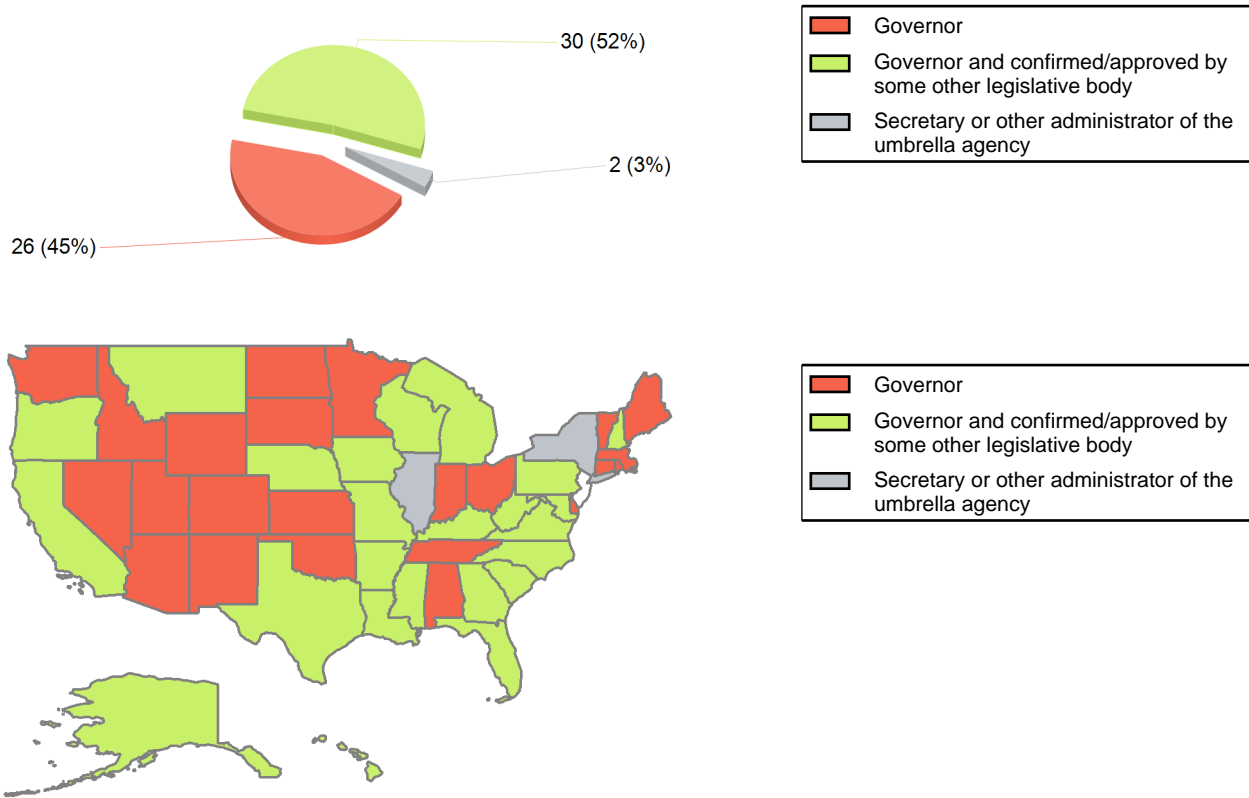 30 (52%)
2 (3%)
26 (45%)
Governor
Governor and confirmed/approved by
some other legislative body
Secretary or other administrator of the
umbrella agency
Governor
Governor and confirmed/approved by
some other legislative body
Secretary or other administrator of the
umbrella agency